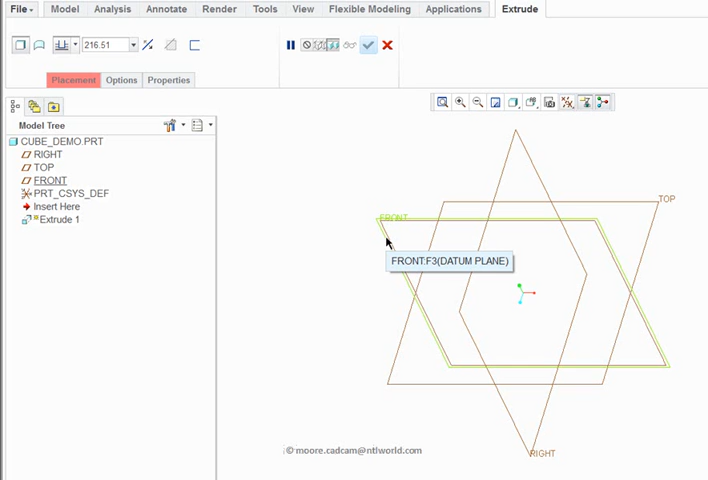 File Model Analysis Annotate Render Tools View Flexible Modeling Applications Extrude
216.51
Placement Options Properties
Model Tree
CUBE_DEMO.PRT
RIGHT
TOP
FRONT
PRT_CSYS_DEF
Insert Here
*Extrude 1
TOP
FRONT
FRONT:F3(DATUM PLANE)
RIGHT
© moore.cadcam@ntlworld.com